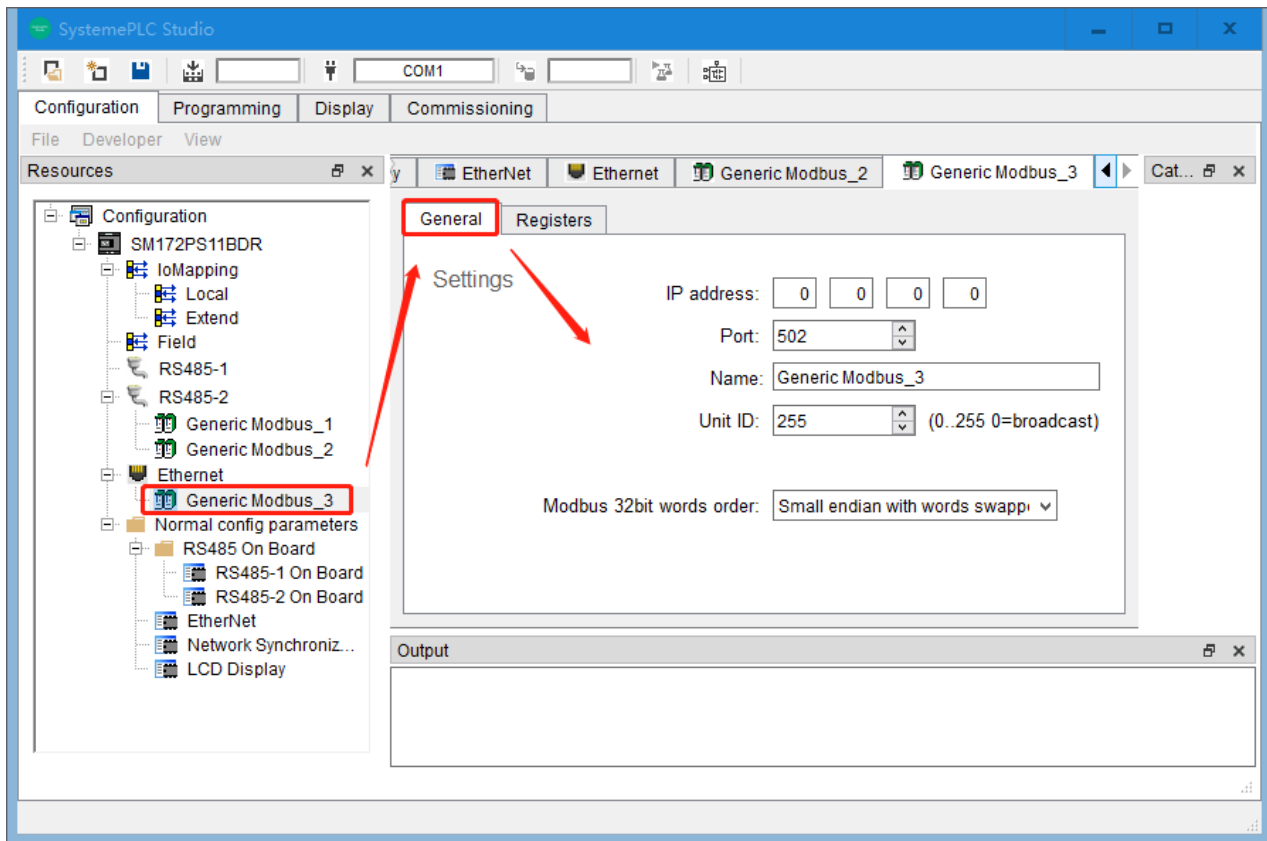 SystemePLC Studio
COM1
Configuration Programming Display Commissioning
File Developer View
Resources
y EtherNet Ethernet Generic Modbus_2 Generic Modbus_3
Cat...
Configuration
SM172PS11BDR
IoMapping
Local
Extend
Field
RS485-1
RS485-2
Generic Modbus_1
Generic Modbus_2
Ethernet
Generic Modbus_3
Normal config parameters
RS485 On Board
RS485-1 On Board
RS485-2 On Board
EtherNet
Network Synchroniz...
LCD Display
General Registers
Settings
IP address: 0 0 0 0
Port: 502
Name: Generic Modbus_3
Unit ID: 255 (0..255 0=broadcast)
Modbus 32bit words order: Small endian with words swapp
Output